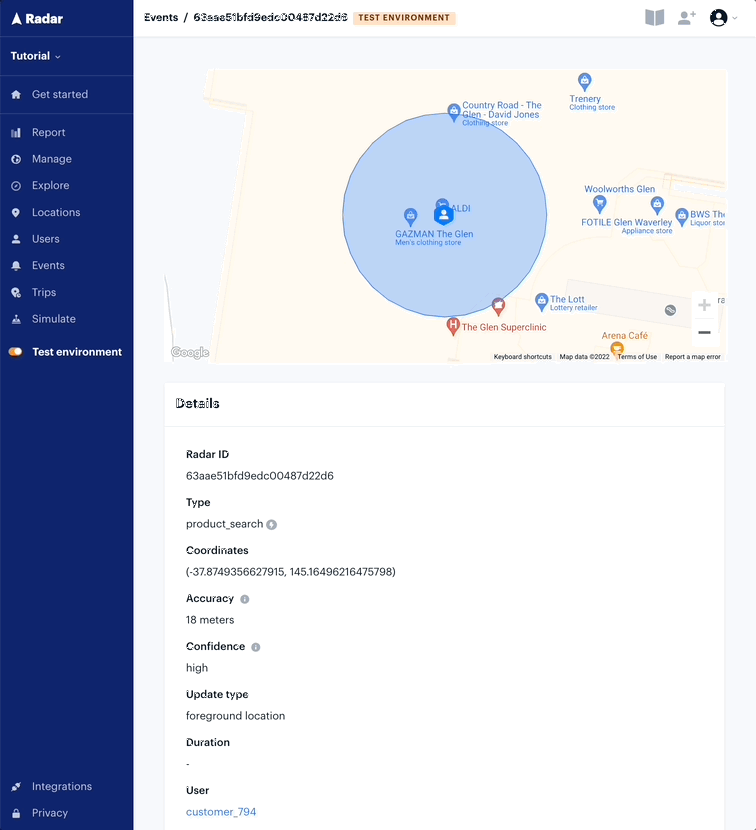 Radar
Events / 63aae51bfd9edc00487d22d6 TEST ENVIRONMENT
Tutorial
Get started
Report
Manage
Explore
Locations
Users
Events
Trips
Simulate
Test environment
Integrations
Privacy
Trenery
Clothing store
Country Road - The
Glen - David Jones
Clothing store
ALDI
GAZMAN The Glen
Men's clothing store
Woolworths Glen
FOTILE Glen Waverley
Appliance store
BWS The
Liquor stor
The Lott
Lottery retailer
The Glen Superclinic
Arena Café
Google
Keyboard shortcuts Map data ©2022 Terms of Use Report a map error
Details
Radar ID
63aae51bfd9edc00487d22d6
Type
product_search
Coordinates
(-37.8749356627915, 145.16496216475798)
Accuracy
18 meters
Confidence
high
Update type
foreground location
Duration
-
User
customer_794